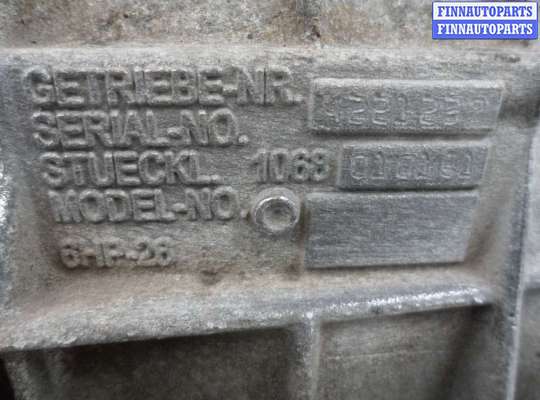 FINNAUTOPARTS
FINNAUTOPARTS
GETRIEBE-NR.
SERIAL-NO.
STUECKL. 1068
MODEL-NO.
6HP-26